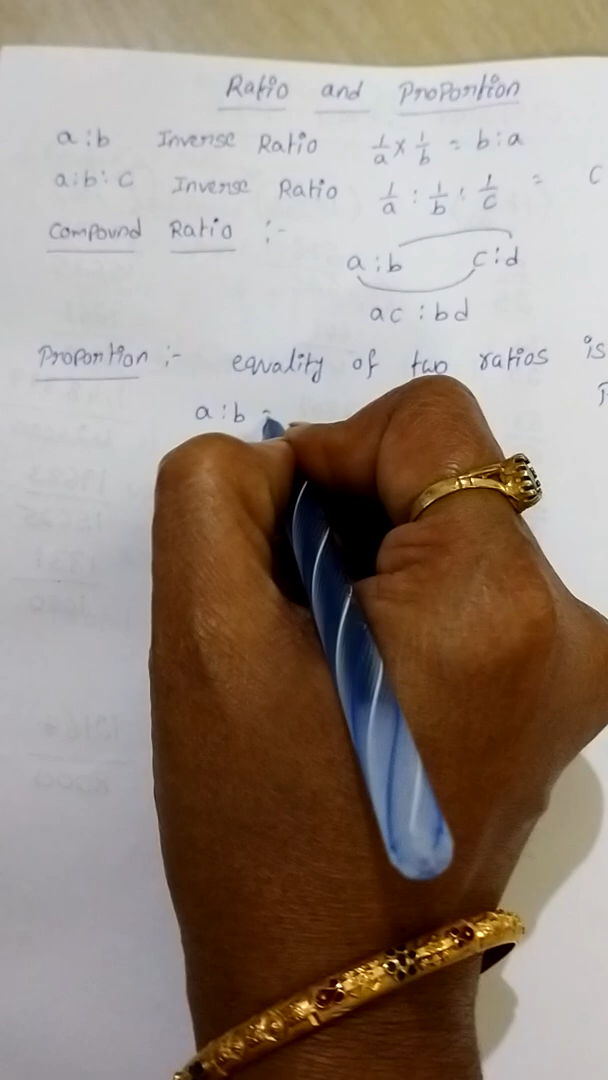 Ratio and Proportion
a:b Inverse Ratio 1/a × 1/b = b:a
a:b:c Inverse Ratio 1/a : 1/b : 1/c = c
Compound Ratio :-
a:b c:d
ac : bd
Proportion :- equality of two ratios is
a:b =